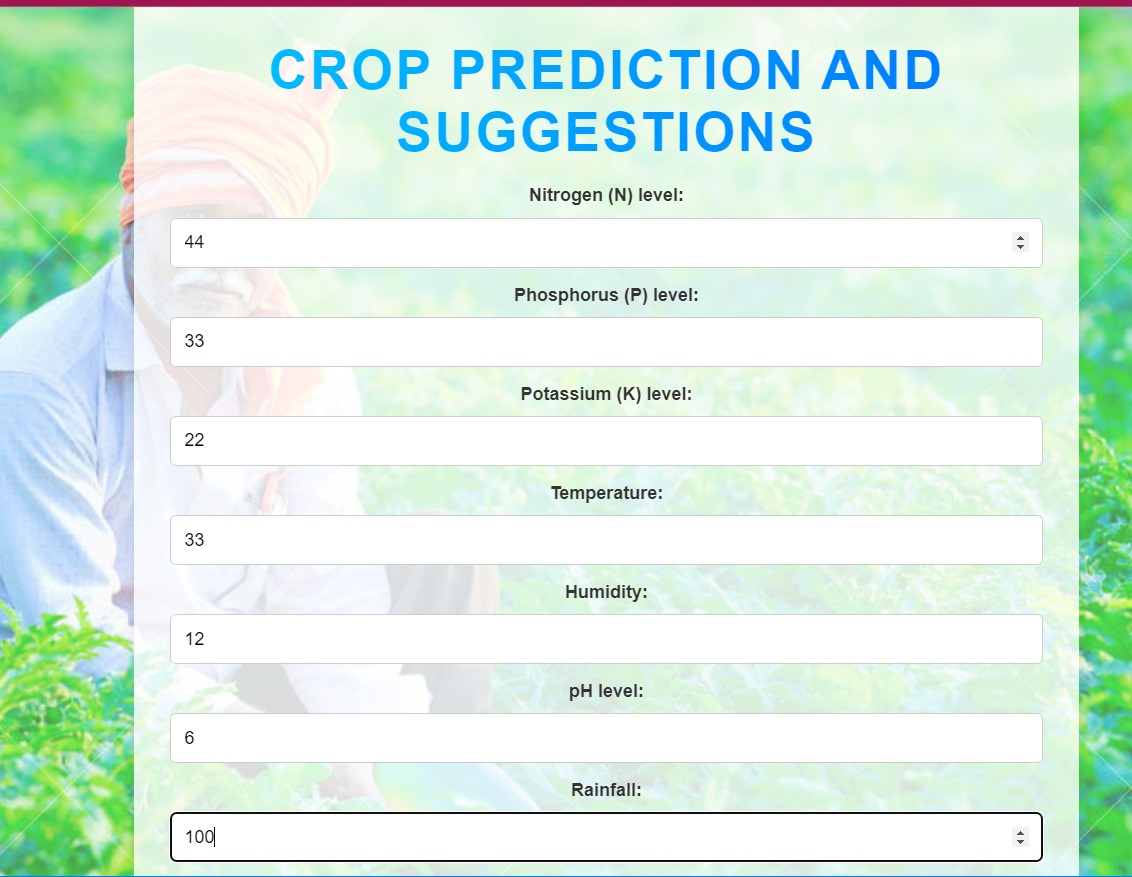 CROP PREDICTION AND
SUGGESTIONS
Nitrogen (N) level:
44
Phosphorus (P) level:
33
Potassium (K) level:
22
Temperature:
33
Humidity:
12
pH level:
6
Rainfall:
100